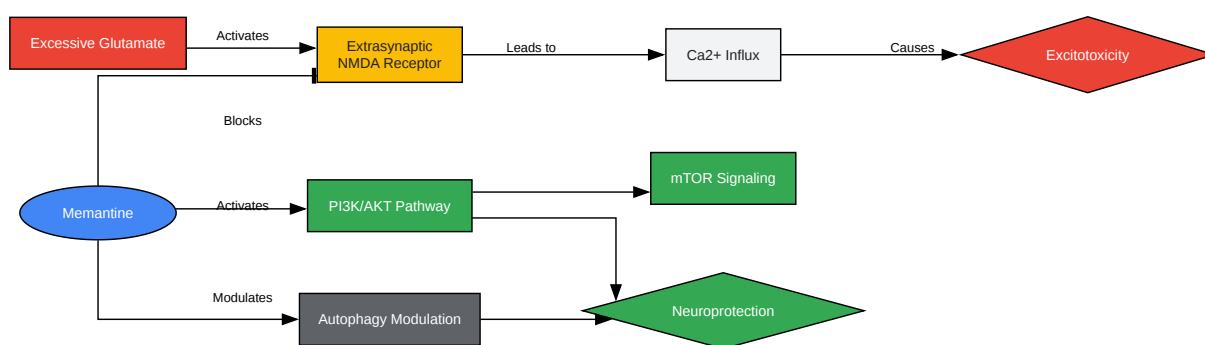 Excessive Glutamate
Activates
Extrasynaptic
NMDA Receptor
Leads to
Ca2+ Influx
Causes
Excitotoxicity
Blocks
Memantine
Activates
PI3K/AKT Pathway
mTOR Signaling
Modulates
Autophagy Modulation
Neuroprotection